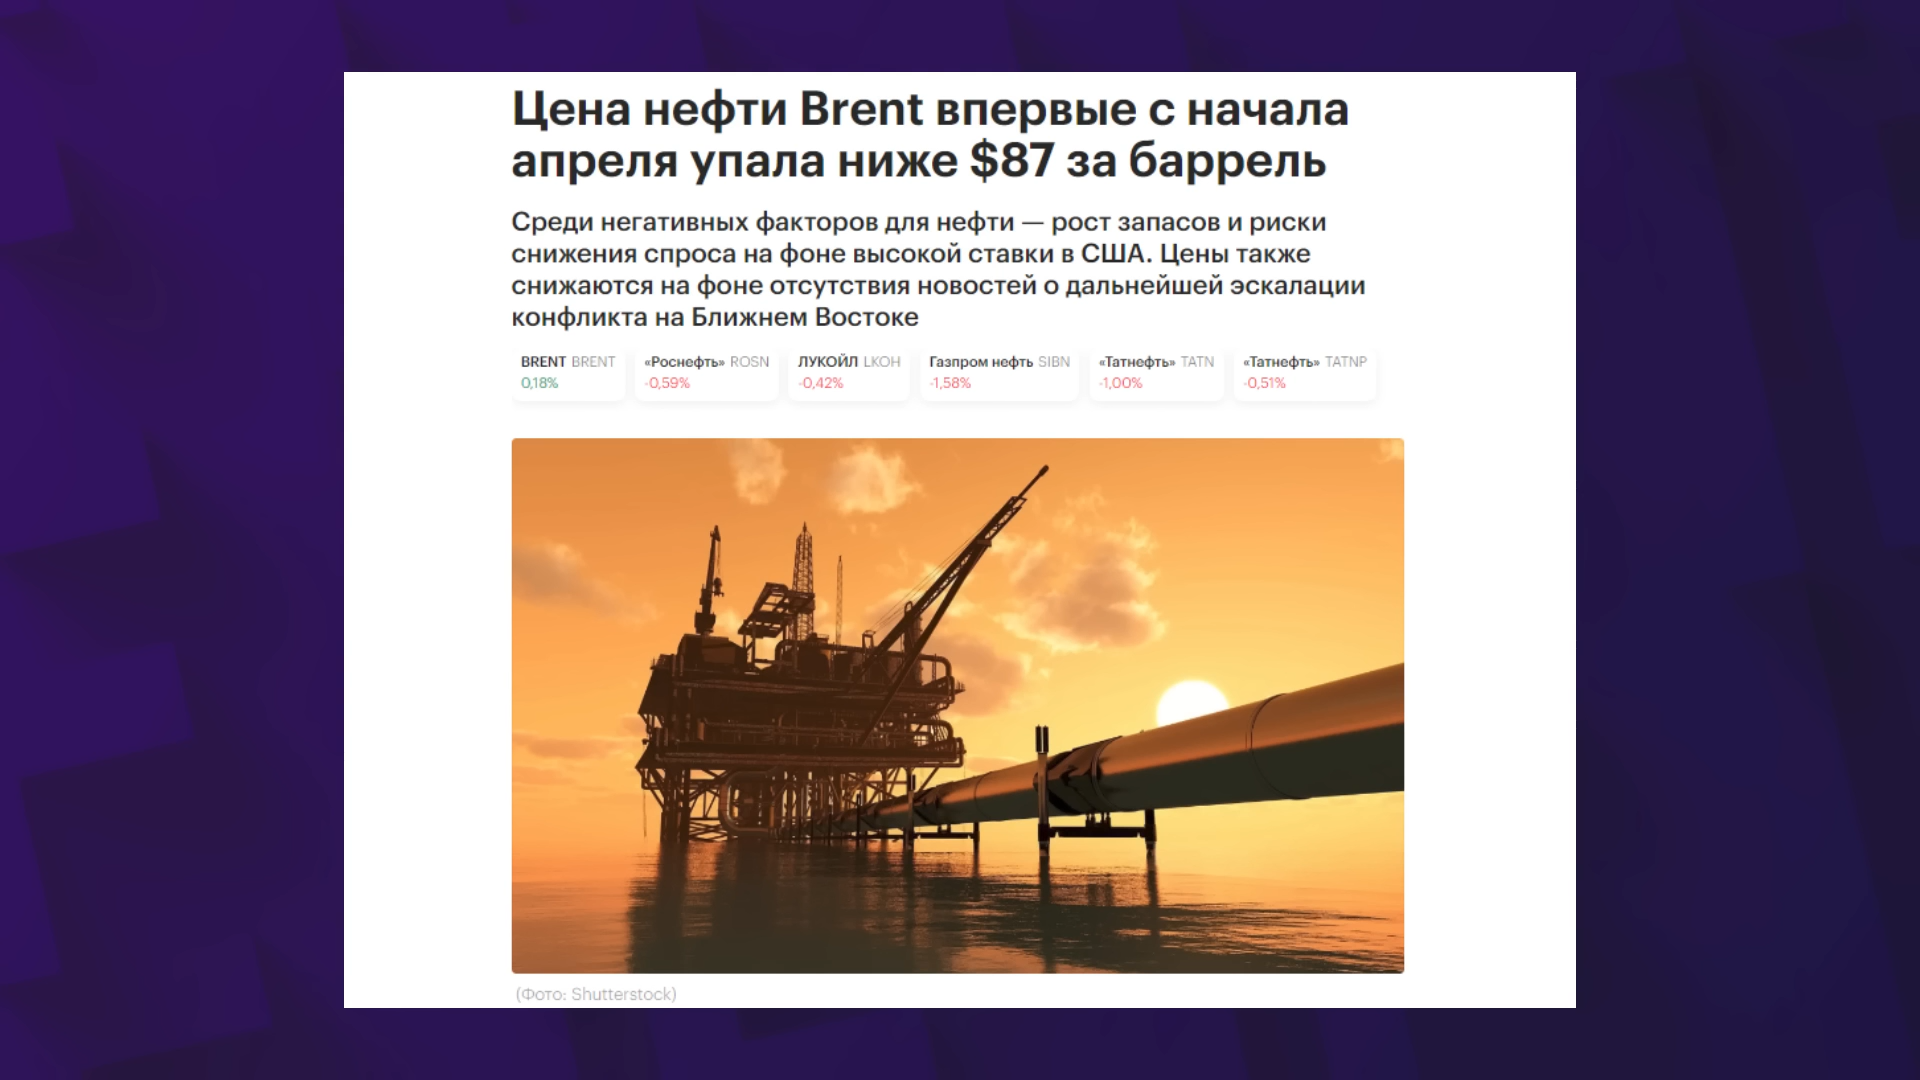 Цена нефти Brent впервые с начала
апреля упала ниже $87 за баррель
Среди негативных факторов для нефти — рост запасов и риски
снижения спроса на фоне высокой ставки в США. Цены также
снижаются на фоне отсутствия новостей о дальнейшей эскалации
конфликта на Ближнем Востоке
BRENT BRENT «Роснефть» ROSN ЛУКОЙЛ LKOH Газпром нефть SIBN «Татнефть» TATN «Татнефть» TATNP
0,18% -0,59% -0,42% -1,58% -1,00% -0,51%
(Фото: Shutterstock)